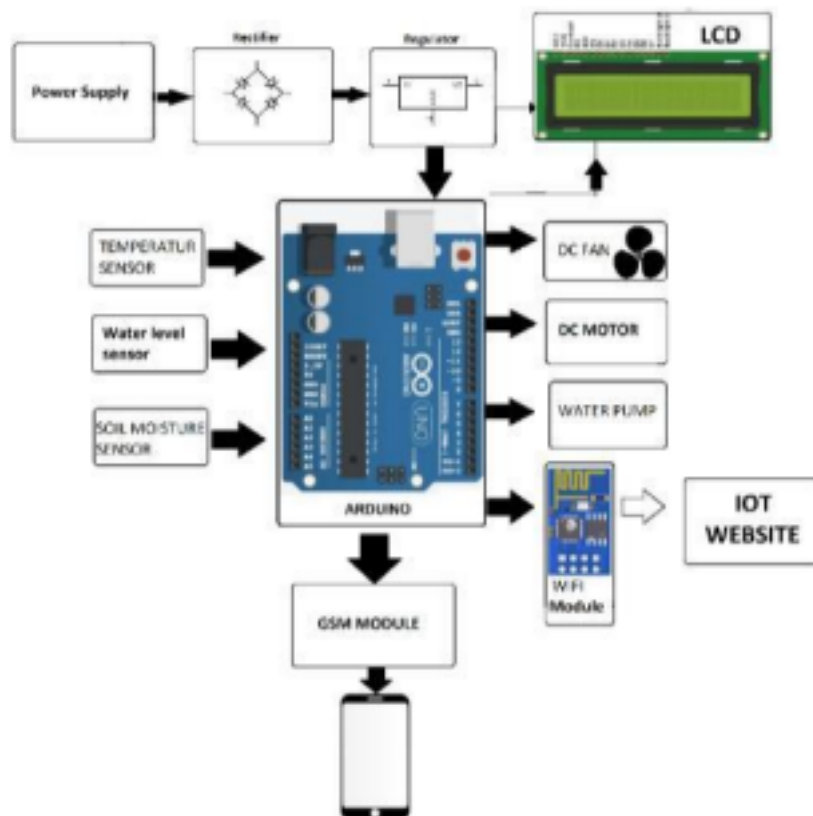 Rectifier
Regulator
LCD
Power Supply
TEMPERATUR
SENSOR
DC FAN
Water level
sensor
DC MOTOR
SOIL MOISTURE
SENSOR
WATER PUMP
UNO
ARDUINO
IOT
WEBSITE
WIFI
Module
GSM MODULE